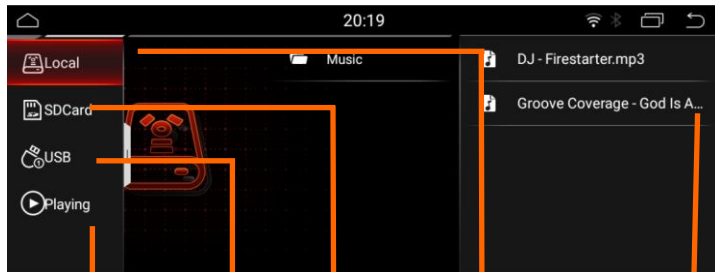 20:19
Local
Music
DJ - Firestarter.mp3
SDCard
Groove Coverage - God Is A...
USB
Playing